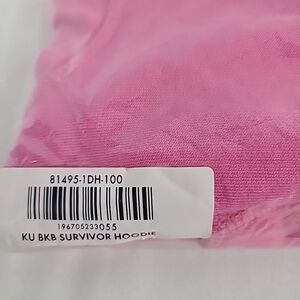 81495-1DH-100
196705233055
KU BKB SURVIVOR HOODIE